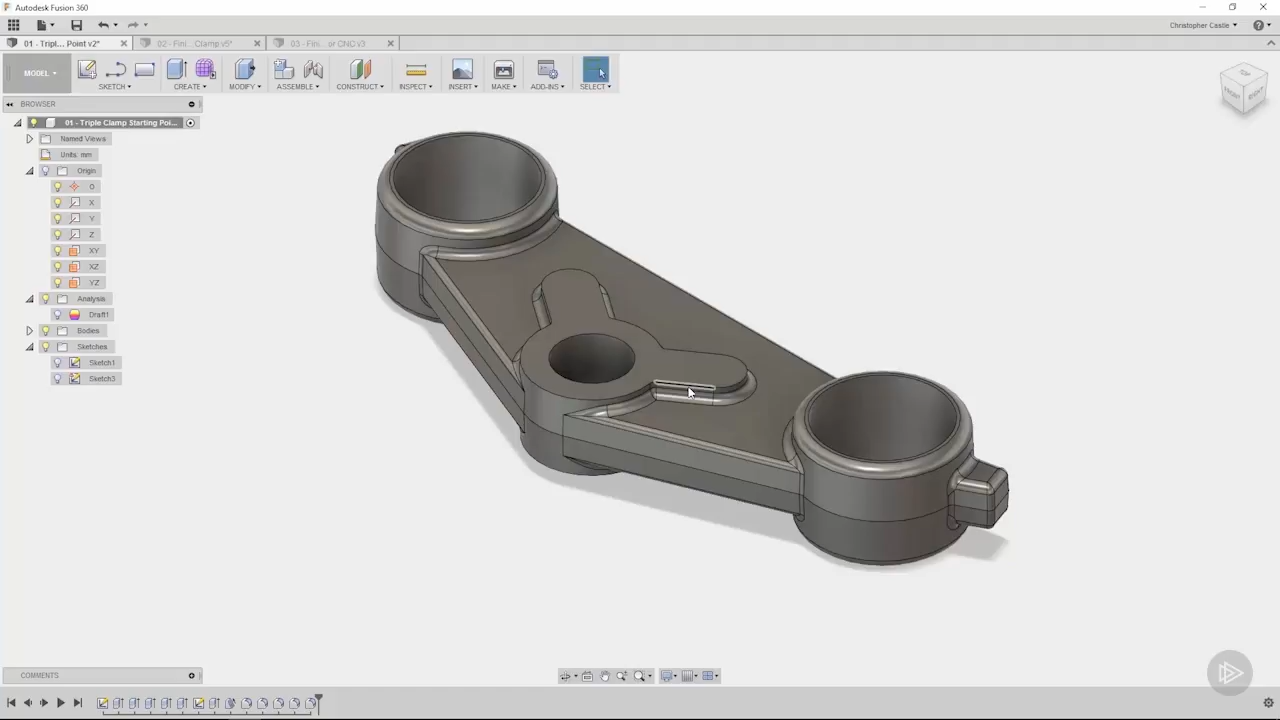 Autodesk Fusion 360
Christopher Castle
01 - Tripl... Point v2*
02 - Fini... Clamp v5*
03 - Finis... or CNC v3
MODEL
SKETCH
CREATE
MODIFY
ASSEMBLE
CONSTRUCT
INSPECT
INSERT
MAKE
ADD-INS
SELECT
FRONT
RIGHT
BROWSER
01 - Triple Clamp Starting Poi...
Named Views
Units: mm
Origin
O
X
Y
Z
XY
XZ
YZ
Analysis
Draft1
Bodies
Sketches
Sketch1
Sketch3
COMMENTS